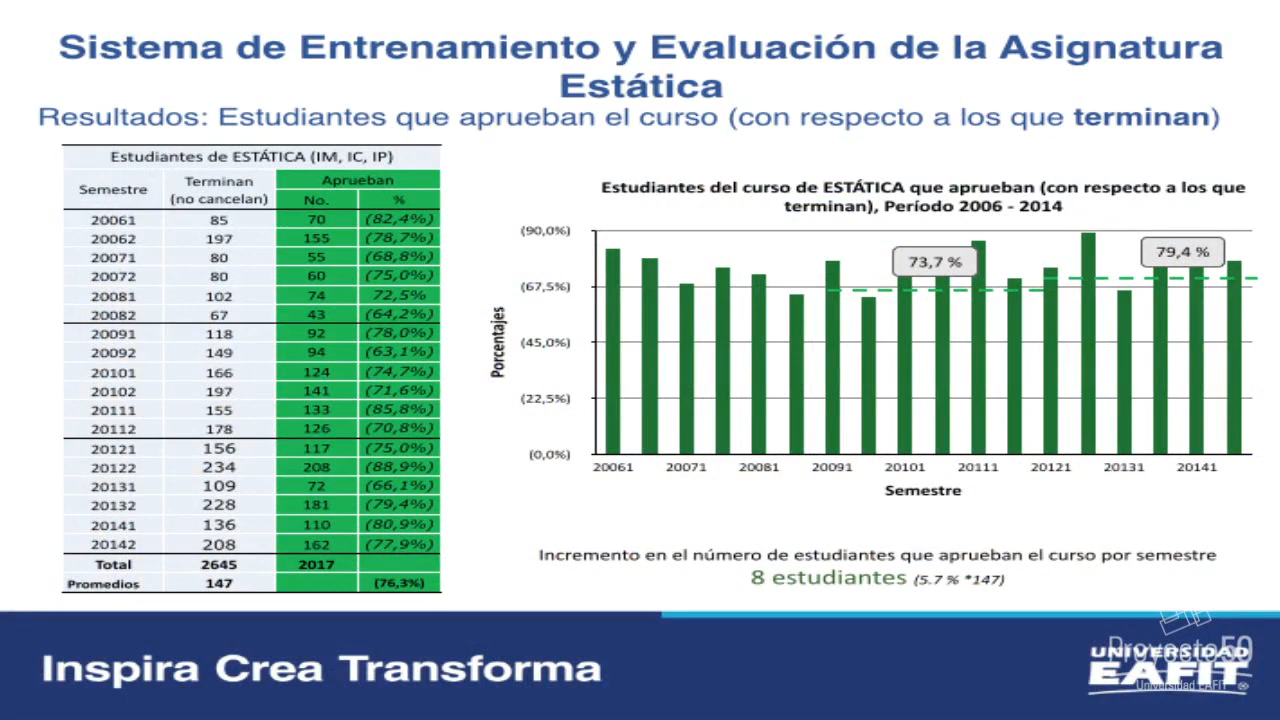 Sistema de Entrenamiento y Evaluación de la Asignatura
Estática
Resultados: Estudiantes que aprueban el curso (con respecto a los que terminan)
Estudiantes de ESTÁTICA (IM, IC, IP)
Semestre Terminan (no cancelan) Aprueban
No. %
20061 85 70 (82,4%)
20062 197 155 (78,7%)
20071 80 55 (68,8%)
20072 80 60 (75,0%)
20081 102 74 72,5%
20082 67 43 (64,2%)
20091 118 92 (78,0%)
20092 149 94 (63,1%)
20101 166 124 (74,7%)
20102 197 141 (71,6%)
20111 155 133 (85,8%)
20112 178 126 (70,8%)
20121 156 117 (75,0%)
20122 234 208 (88,9%)
20131 109 72 (66,1%)
20132 228 181 (79,4%)
20141 136 110 (80,9%)
20142 208 162 (77,9%)
Total 2645 2017
Promedios 147 (76,3%)
Estudiantes del curso de ESTÁTICA que aprueban (con respecto a los que
terminan), Período 2006 - 2014
(90,0%)
(67,5%)
(45,0%)
(22,5%)
(0,0%)
Porcentajes
73,7 %
79,4 %
20061 20071 20081 20091 20101 20111 20121 20131 20141
Semestre
Incremento en el número de estudiantes que aprueban el curso por semestre
8 estudiantes (5.7 % *147)
Inspira Crea Transforma
Proyecto50
UNIVERSIDAD
EAFIT
Universidad EAFIT